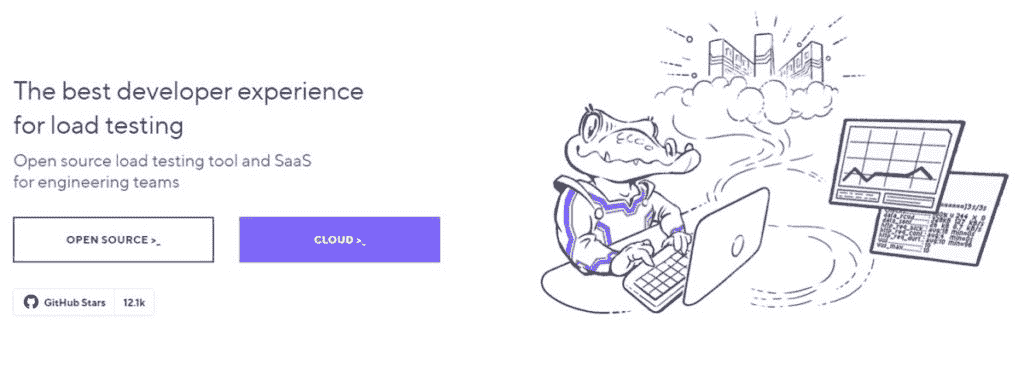 The best developer experience
for load testing
Open source load testing tool and SaaS
for engineering teams
OPEN SOURCE >_
CLOUD >_
GitHub Stars 12.1k